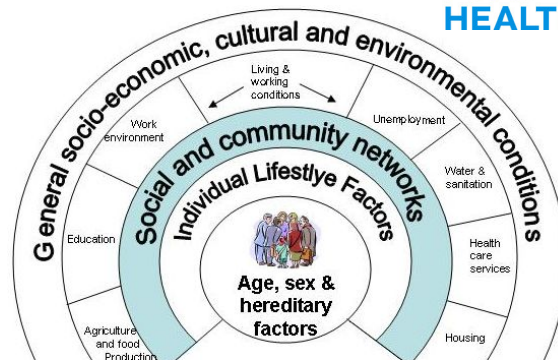 HEALT
General socio-economic, cultural and environmental conditions
Living &
working
conditions
Work
environment
Unemployment
Social and community networks
Water &
sanitation
Individual Lifestlye Factors
Education
Health
care
services
Age, sex &
hereditary
factors
Agriculture
and food
Production
Housing